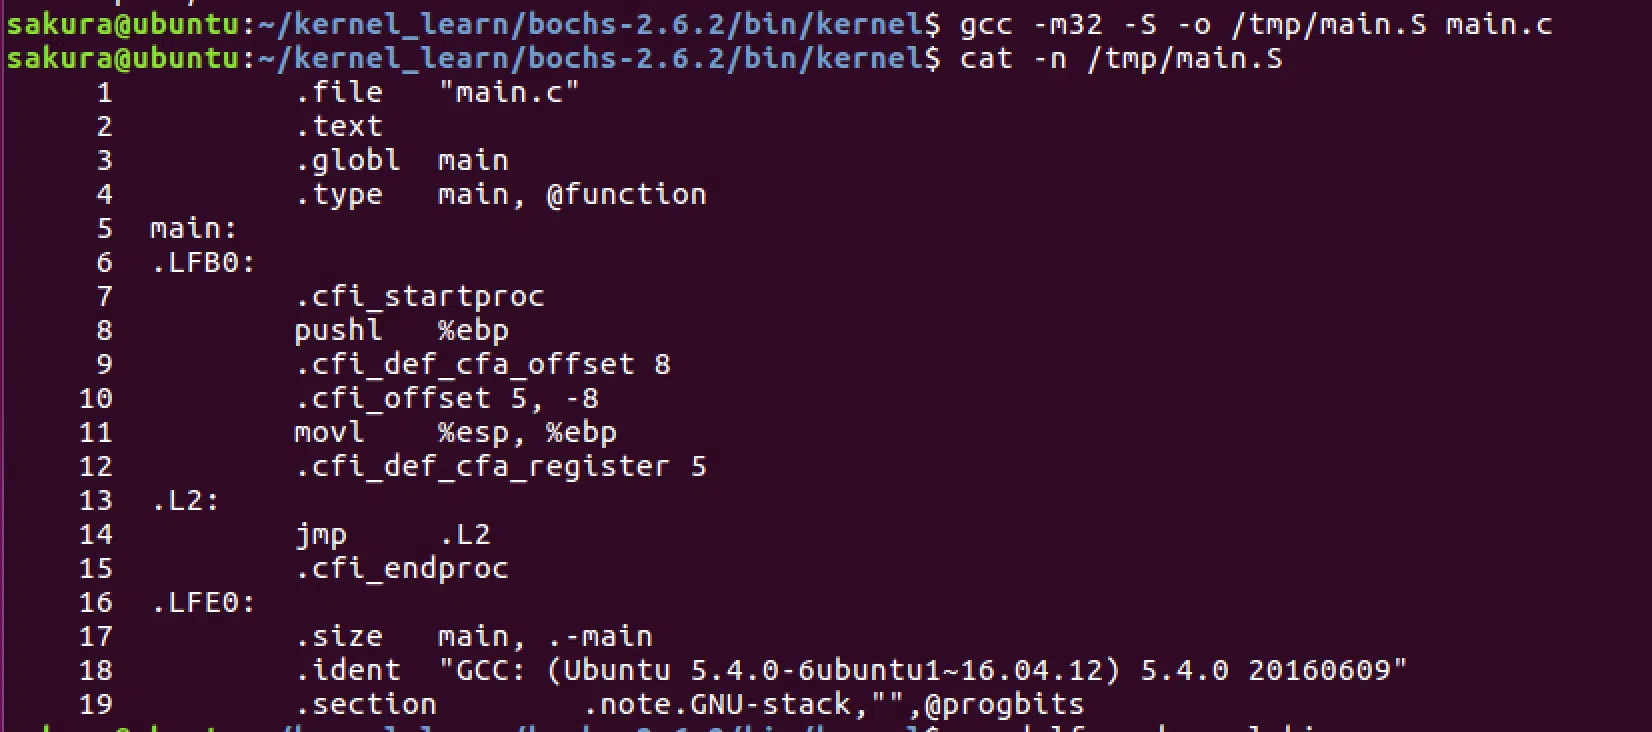 sakura@ubuntu:~/kernel_learn/bochs-2.6.2/bin/kernel$ gcc -m32 -S -o /tmp/main.S main.c
sakura@ubuntu:~/kernel_learn/bochs-2.6.2/bin/kernel$ cat -n /tmp/main.S
1 .file "main.c"
2 .text
3 .globl main
4 .type main, @function
5 main:
6 .LFB0:
7 .cfi_startproc
8 pushl %ebp
9 .cfi_def_cfa_offset 8
10 .cfi_offset 5, -8
11 movl %esp, %ebp
12 .cfi_def_cfa_register 5
13 .L2:
14 jmp .L2
15 .cfi_endproc
16 .LFE0:
17 .size main, .-main
18 .ident "GCC: (Ubuntu 5.4.0-6ubuntu1~16.04.12) 5.4.0 20160609"
19 .section .note.GNU-stack,"",@progbits